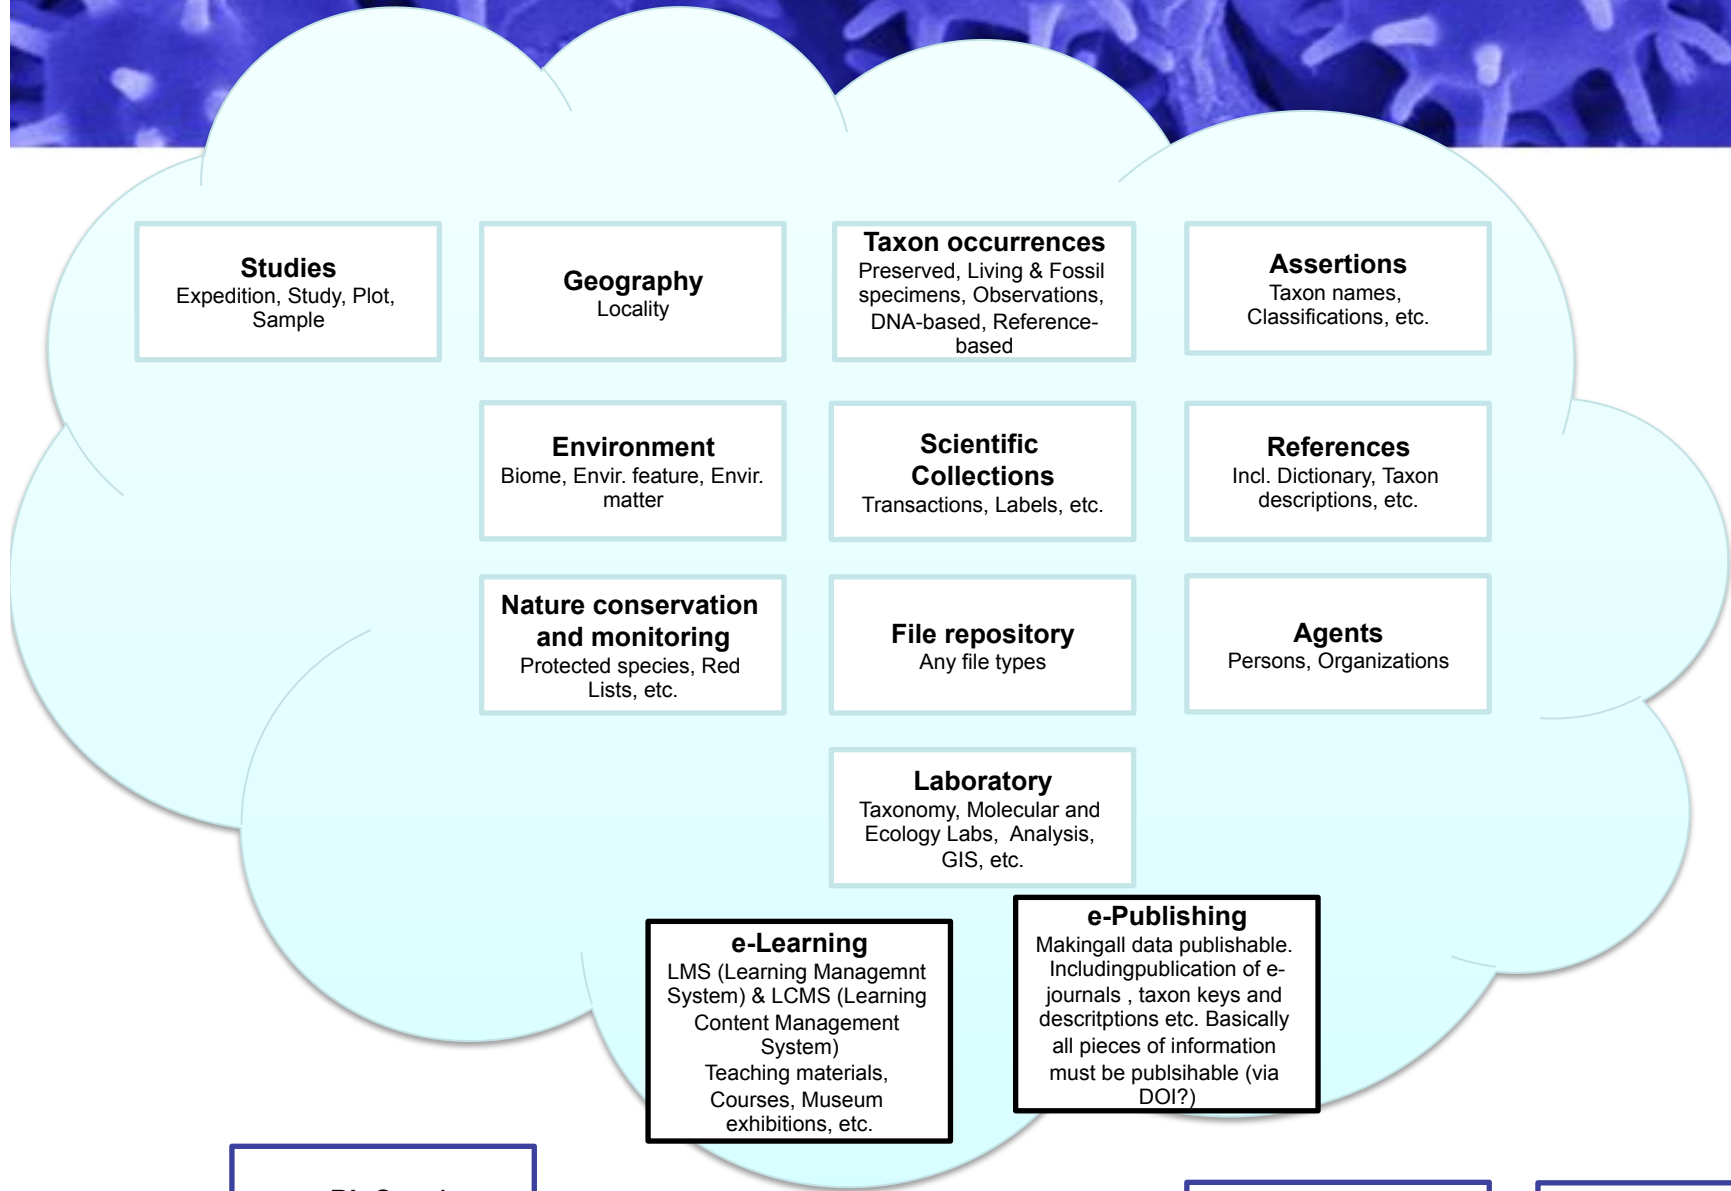 Studies
Expedition, Study, Plot,
Sample
Geography
Locality
Taxon occurrences
Preserved, Living & Fossil
specimens, Observations,
DNA-based, Reference-
based
Assertions
Taxon names,
Classifications, etc.
Environment
Biome, Envir. feature, Envir.
matter
Scientific
Collections
Transactions, Labels, etc.
References
Incl. Dictionary, Taxon
descriptions, etc.
Nature conservation
and monitoring
Protected species, Red
Lists, etc.
File repository
Any file types
Agents
Persons, Organizations
Laboratory
Taxonomy, Molecular and
Ecology Labs,  Analysis,
GIS, etc.
e-Learning
LMS (Learning Managemnt
System) & LCMS (Learning
Content Management
System)
Teaching materials,
Courses, Museum
exhibitions, etc.
e-Publishing
Makingall data publishable.
Includingpublication of e-
journals , taxon keys and
descritptions etc. Basically
all pieces of information
must be publsihable (via
DOI?)